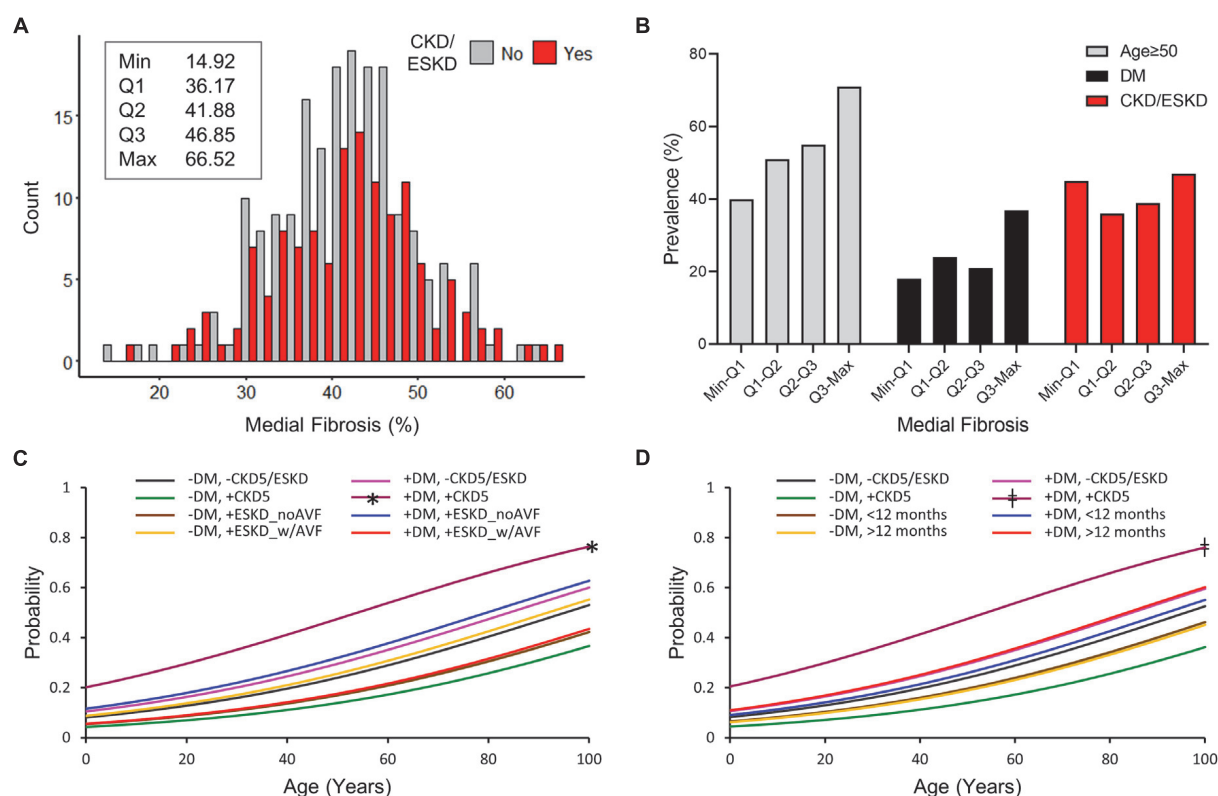 A
Min 14.92
Q1 36.17
Q2 41.88
Q3 46.85
Max 66.52
CKD/
ESKD
No
Yes
Count
15
10
5
0
20 30 40 50 60
Medial Fibrosis (%)
B
Age≥50
DM
CKD/ESKD
Prevalence (%)
80
60
40
20
0
Min-Q1 Q1-Q2 Q2-Q3 Q3-Max Min-Q1 Q1-Q2 Q2-Q3 Q3-Max Min-Q1 Q1-Q2 Q2-Q3 Q3-Max
Medial Fibrosis
C
-DM, -CKD5/ESKD +DM, -CKD5/ESKD
-DM, +CKD5 +DM, +CKD5
-DM, +ESKD_noAVF +DM, +ESKD_noAVF
-DM, +ESKD_w/AVF +DM, +ESKD_w/AVF
Probability
1
0.8
0.6
0.4
0.2
0
*
0 20 40 60 80 100
Age (Years)
D
-DM, -CKD5/ESKD +DM, -CKD5/ESKD
-DM, +CKD5 +DM, +CKD5
-DM, <12 months +DM, <12 months
-DM, >12 months +DM, >12 months
Probability
1
0.8
0.6
0.4
0.2
0
‡
0 20 40 60 80 100
Age (Years)